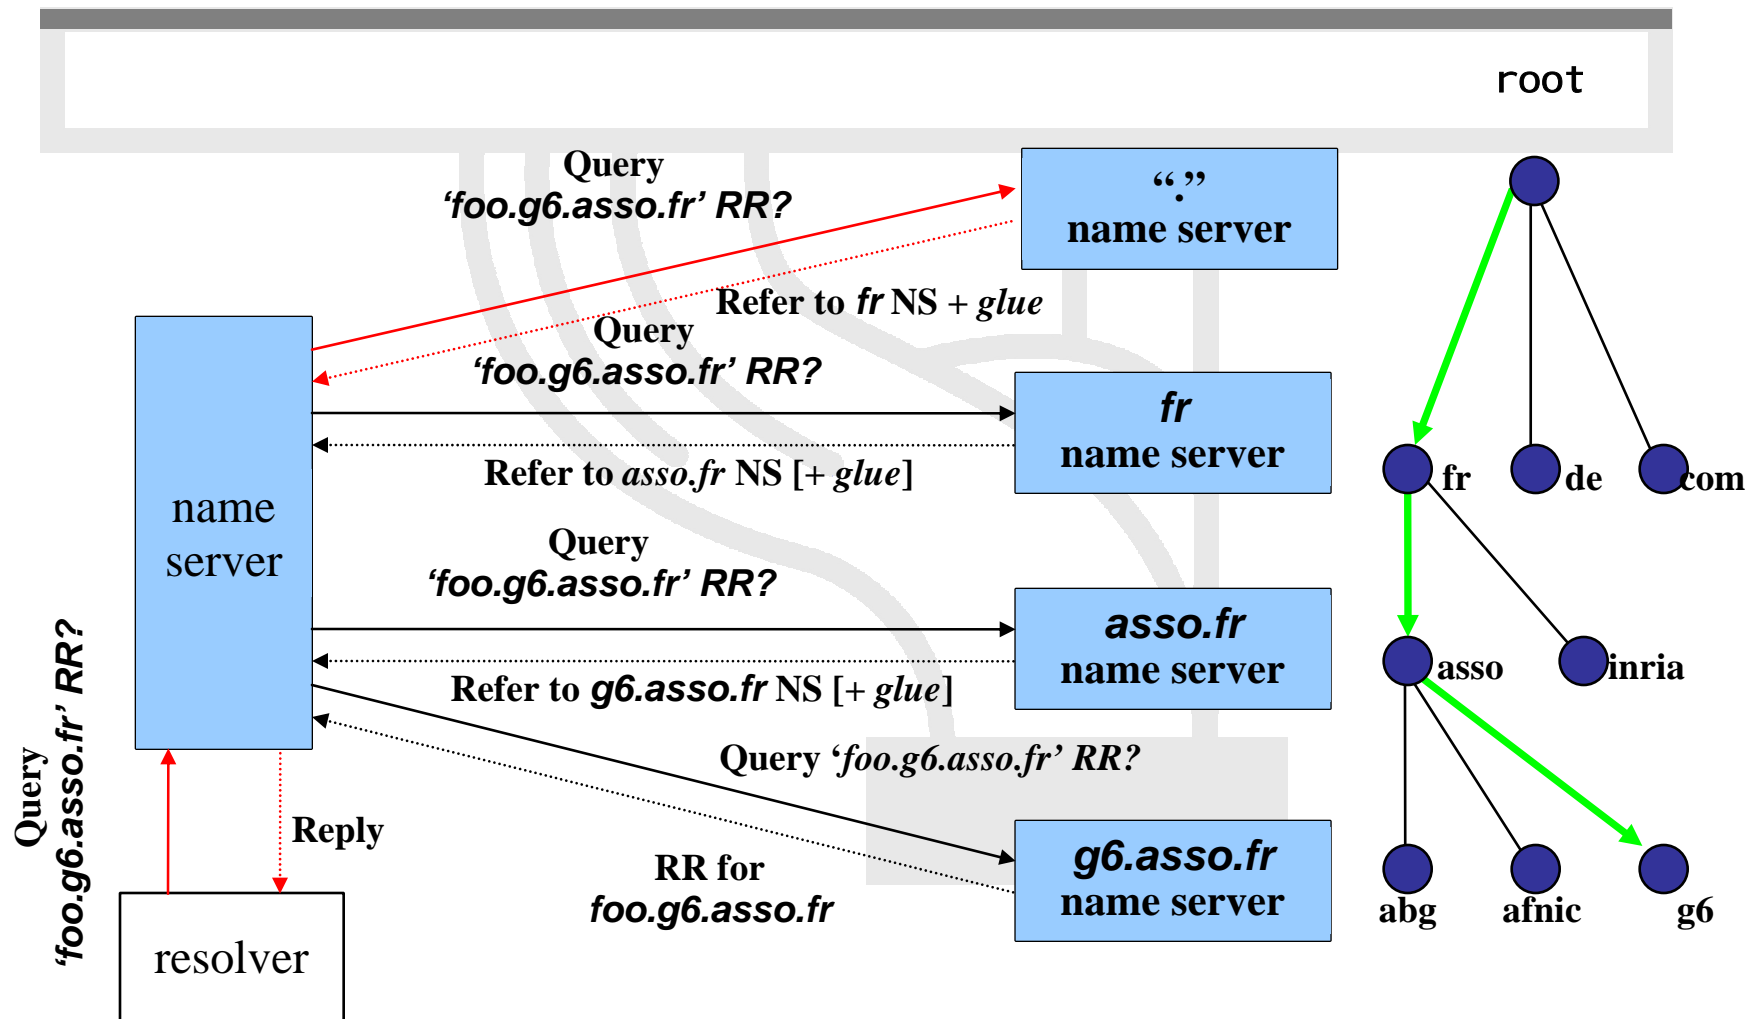 root
Query
‘foo.g6.asso.fr’ RR?
“.”
name server
Refer to fr NS + glue
Query
‘foo.g6.asso.fr’ RR?
fr
name server
Refer to asso.fr NS [+ glue]
name
server
Query
‘foo.g6.asso.fr’ RR?
asso.fr
name server
Refer to g6.asso.fr NS [+ glue]
Query ‘foo.g6.asso.fr’ RR?
g6.asso.fr
name server
RR for
foo.g6.asso.fr
Query
‘foo.g6.asso.fr’ RR?
Reply
resolver
fr
de
com
asso
inria
abg
afnic
g6